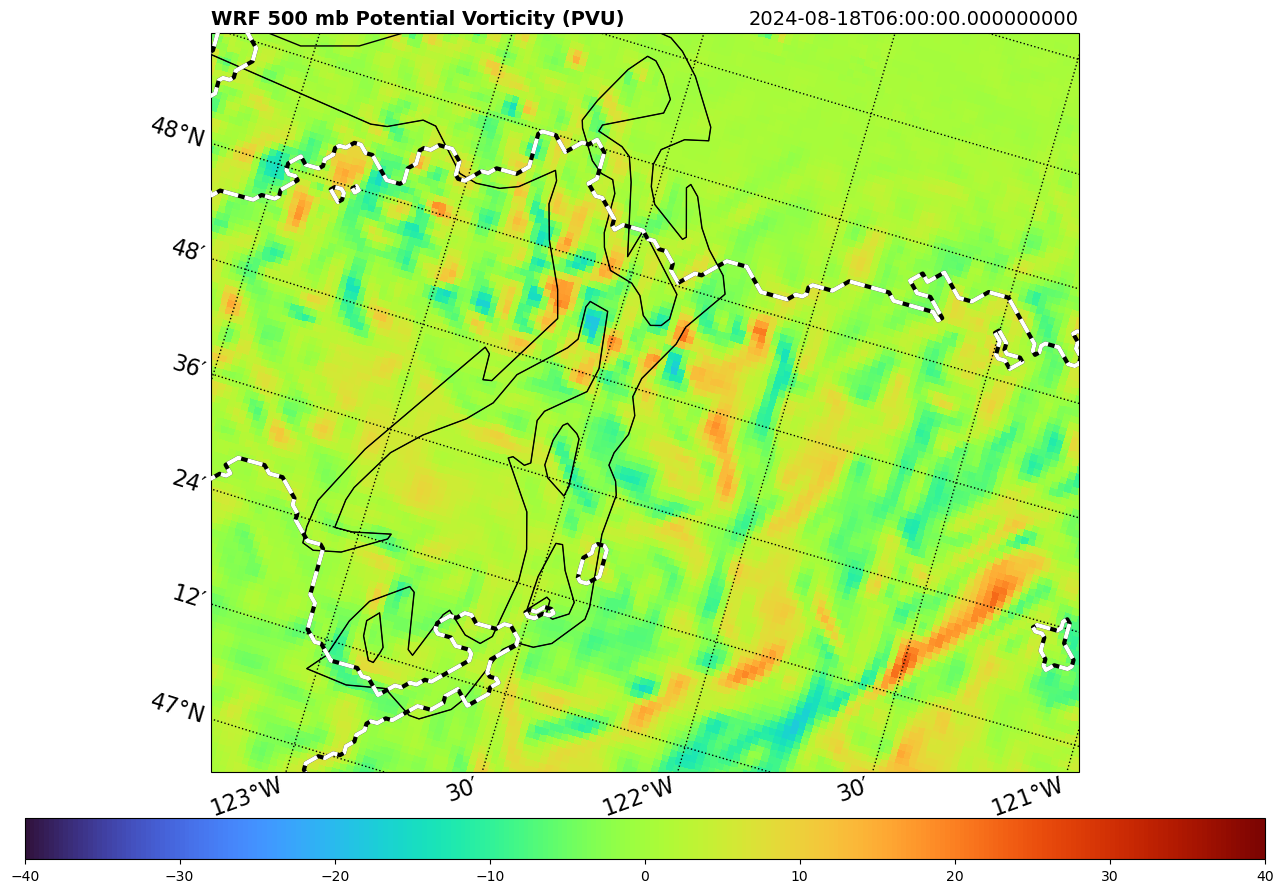 WRF 500 mb Potential Vorticity (PVU) 2024-08-18T06:00:00.000000000
48°N
48′
36′
24′
12′
47°N
123°W 30′ 122°W 30′ 121°W
−40 −30 −20 −10 0 10 20 30 40